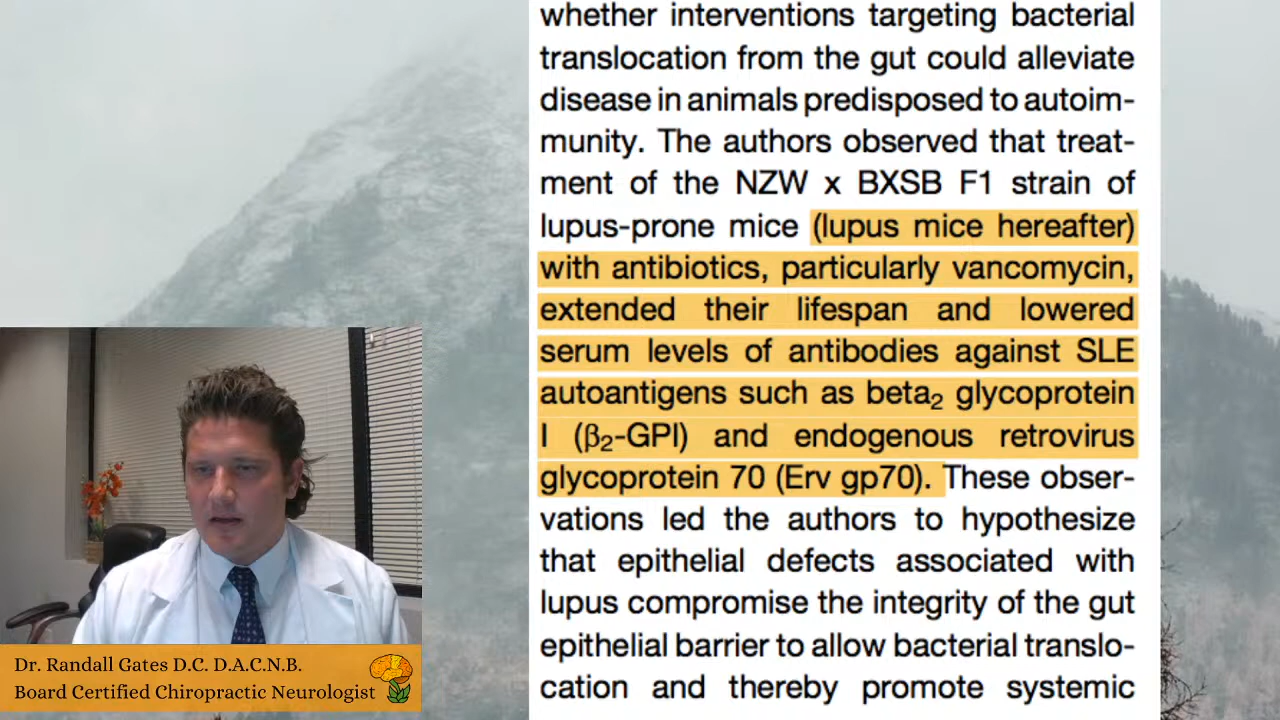 whether interventions targeting bacterial
translocation from the gut could alleviate
disease in animals predisposed to autoim-
munity. The authors observed that treat-
ment of the NZW x BXSB F1 strain of
lupus-prone mice (lupus mice hereafter)
with antibiotics, particularly vancomycin,
extended their lifespan and lowered
serum levels of antibodies against SLE
autoantigens such as beta₂ glycoprotein
I (β₂-GPI) and endogenous retrovirus
glycoprotein 70 (Erv gp70). These obser-
vations led the authors to hypothesize
that epithelial defects associated with
lupus compromise the integrity of the gut
epithelial barrier to allow bacterial translo-
cation and thereby promote systemic
Dr. Randall Gates D.C. D.A.C.N.B.
Board Certified Chiropractic Neurologist